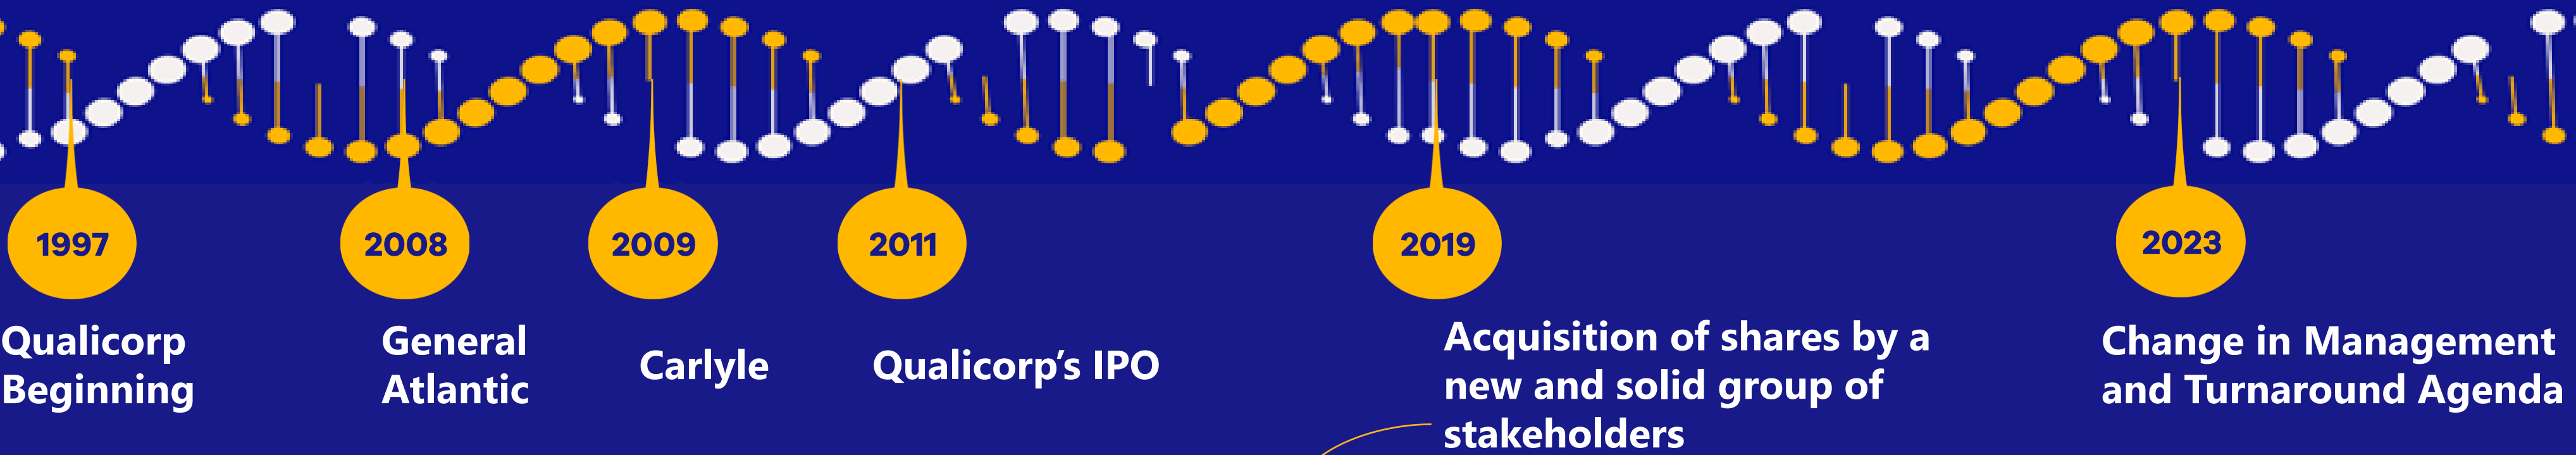 1997
2008
2009
2011
2019
2023
Qualicorp
Beginning
General
Atlantic
Carlyle
Qualicorp’s IPO
Acquisition of shares by a
new and solid group of
stakeholders
Change in Management
and Turnaround Agenda